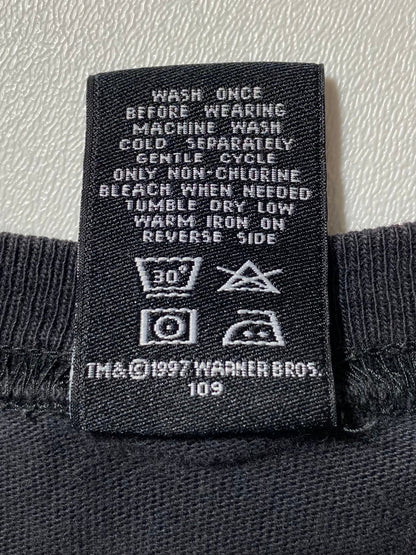 WASH ONCE
BEFORE WEARING
MACHINE WASH
COLD SEPARATELY
GENTLE CYCLE
ONLY NON-CHLORINE
BLEACH WHEN NEEDED
TUMBLE DRY LOW
WARM IRON ON
REVERSE SIDE
30°
TM&©1997 WARNER BROS.
109